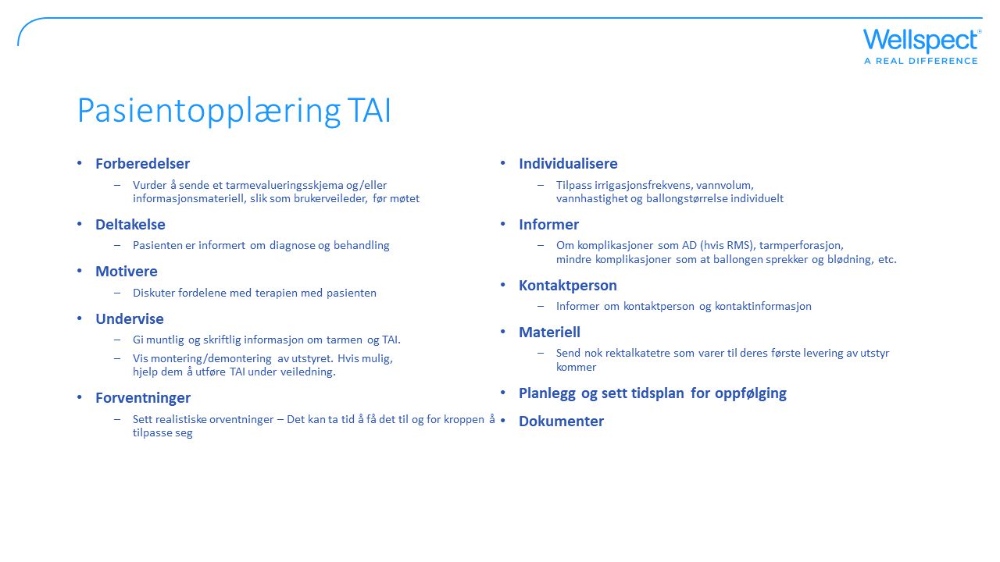 Wellspect®
A REAL DIFFERENCE
Pasientopplæring TAI
• Forberedelser
– Vurder å sende et tarmevalueringsskjema og/eller
informasjonsmateriell, slik som brukerveileder, før møtet
• Deltakelse
– Pasienten er informert om diagnose og behandling
• Motivere
– Diskuter fordelene med terapien med pasienten
• Undervise
– Gi muntlig og skriftlig informasjon om tarmen og TAI.
– Vis montering/demontering av utstyret. Hvis mulig,
hjelp dem å utføre TAI under veiledning.
• Forventninger
– Sett realistiske orventninger – Det kan ta tid å få det til og for kroppen å
tilpasse seg
• Individualisere
– Tilpass irrigasjonsfrekvens, vannvolum,
vannhastighet og ballongstørrelse individuelt
• Informer
– Om komplikasjoner som AD (hvis RMS), tarmperforasjon,
mindre komplikasjoner som at ballongen sprekker og blødning, etc.
• Kontaktperson
– Informer om kontaktperson og kontaktinformasjon
• Materiell
– Send nok rektalkatetre som varer til deres første levering av utstyr
kommer
• Planlegg og sett tidsplan for oppfølging
• Dokumenter